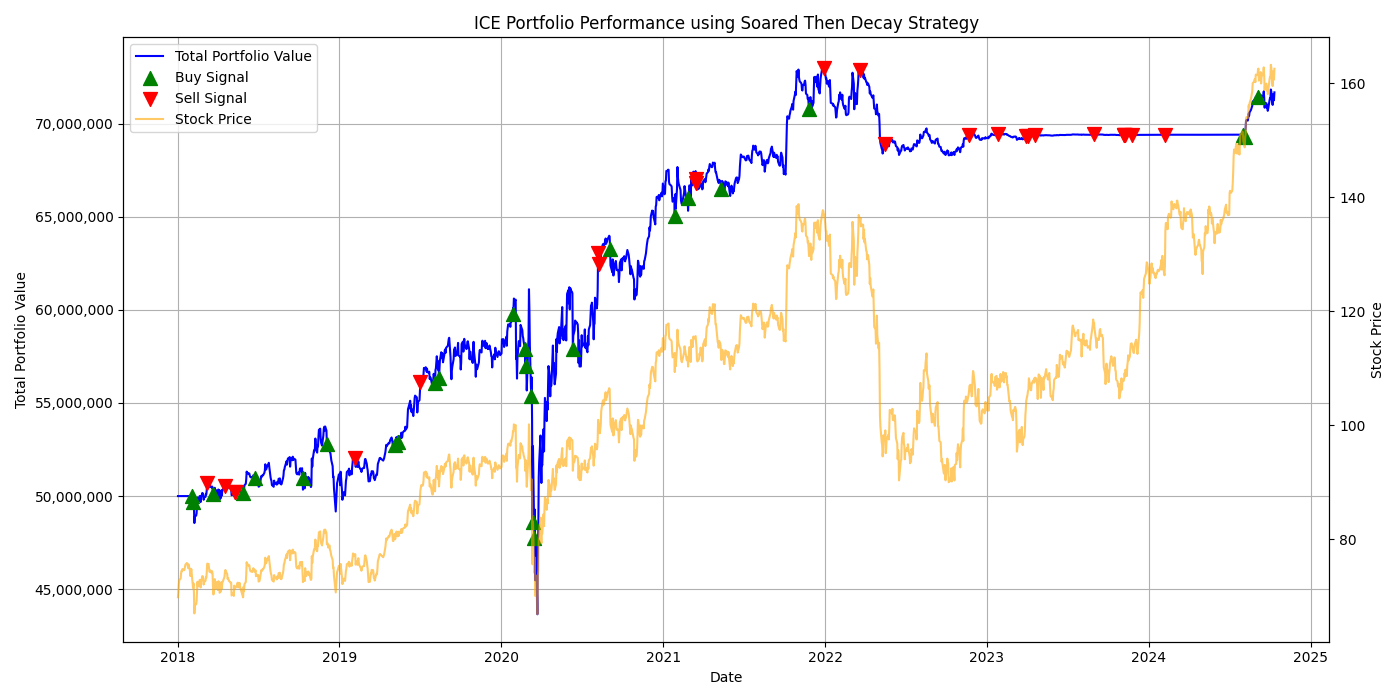 ICE Portfolio Performance using Soared Then Decay Strategy
Total Portfolio Value
Buy Signal
Sell Signal
Stock Price
70,000,000
65,000,000
60,000,000
55,000,000
50,000,000
45,000,000
Total Portfolio Value
160
140
120
100
80
Stock Price
2018
2019
2020
2021
2022
2023
2024
2025
Date